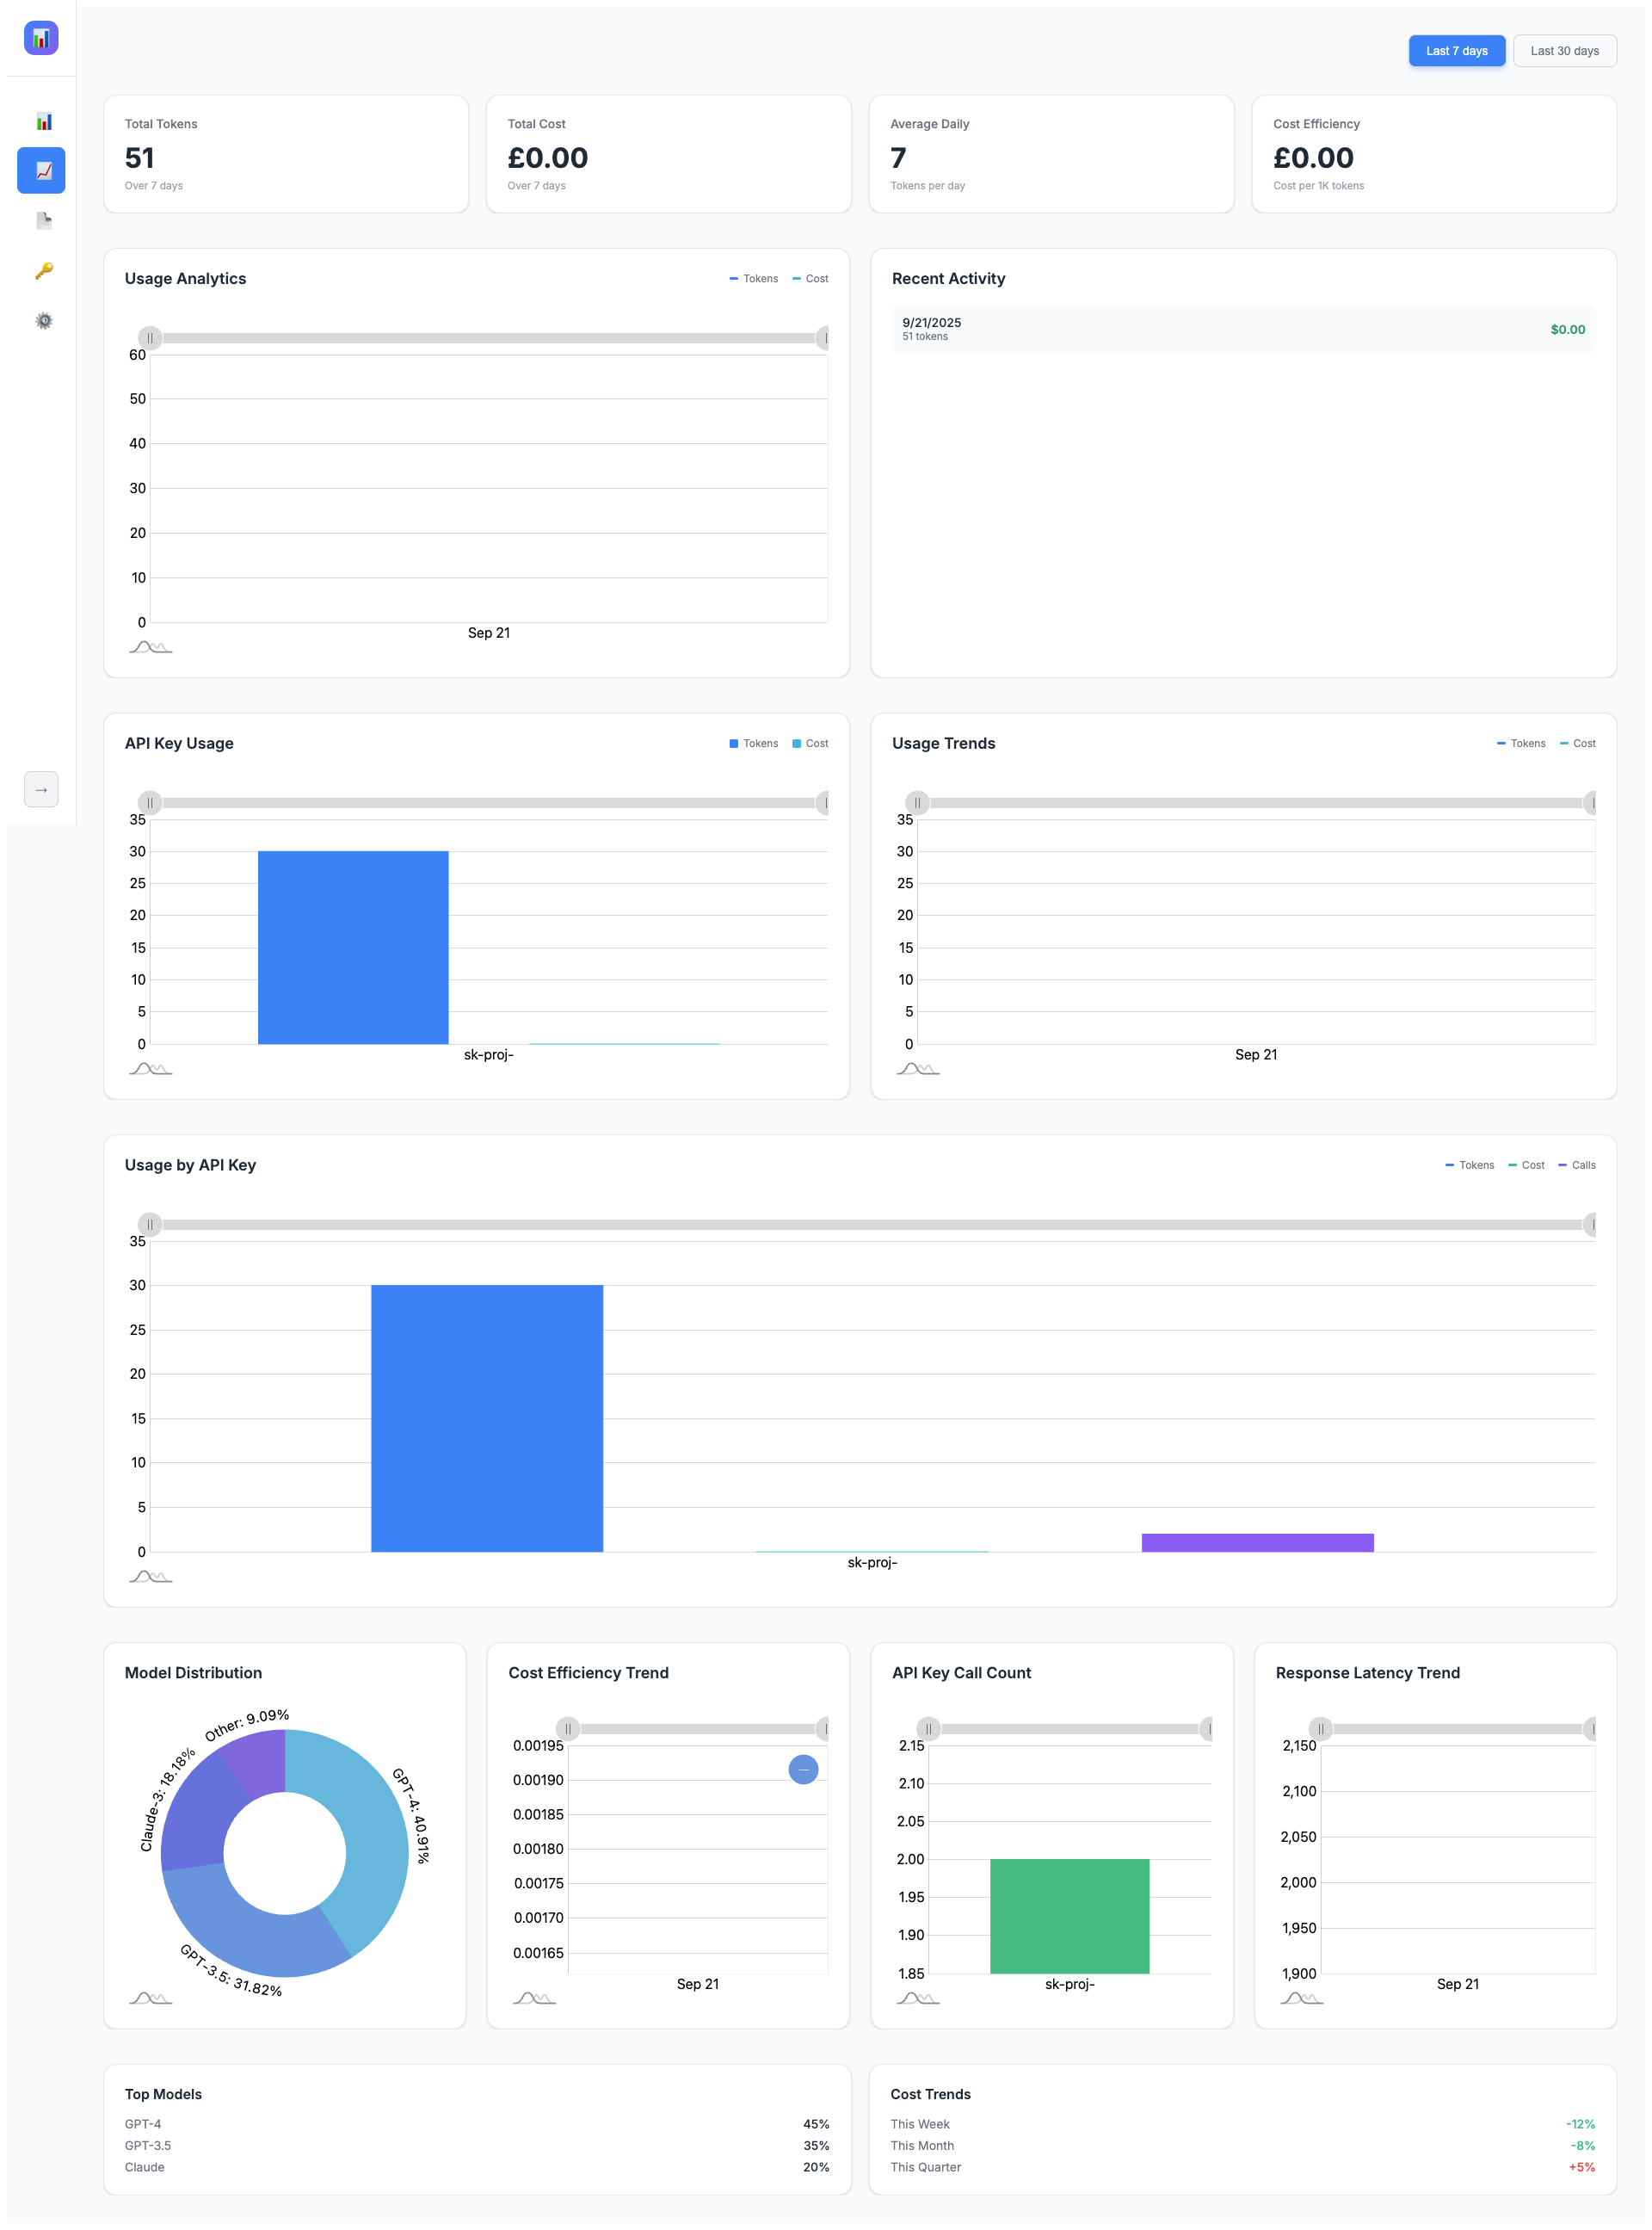 Last 7 days
Last 30 days
Total Tokens
51
Over 7 days
Total Cost
£0.00
Over 7 days
Average Daily
7
Tokens per day
Cost Efficiency
£0.00
Cost per 1K tokens
Usage Analytics
Tokens
Cost
60
50
40
30
20
10
0
Sep 21
Recent Activity
9/21/2025
51 tokens
$0.00
API Key Usage
Tokens
Cost
35
30
25
20
15
10
5
0
sk-proj-
Usage Trends
Tokens
Cost
35
30
25
20
15
10
5
0
Sep 21
Usage by API Key
Tokens
Cost
Calls
35
30
25
20
15
10
5
0
sk-proj-
Model Distribution
Other: 9.09%
Claude-3: 18.18%
GPT-4: 40.91%
GPT-3.5: 31.82%
Cost Efficiency Trend
0.00195
0.00190
0.00185
0.00180
0.00175
0.00170
0.00165
Sep 21
API Key Call Count
2.15
2.10
2.05
2.00
1.95
1.90
1.85
sk-proj-
Response Latency Trend
2,150
2,100
2,050
2,000
1,950
1,900
Sep 21
Top Models
GPT-4 45%
GPT-3.5 35%
Claude 20%
Cost Trends
This Week -12%
This Month -8%
This Quarter +5%